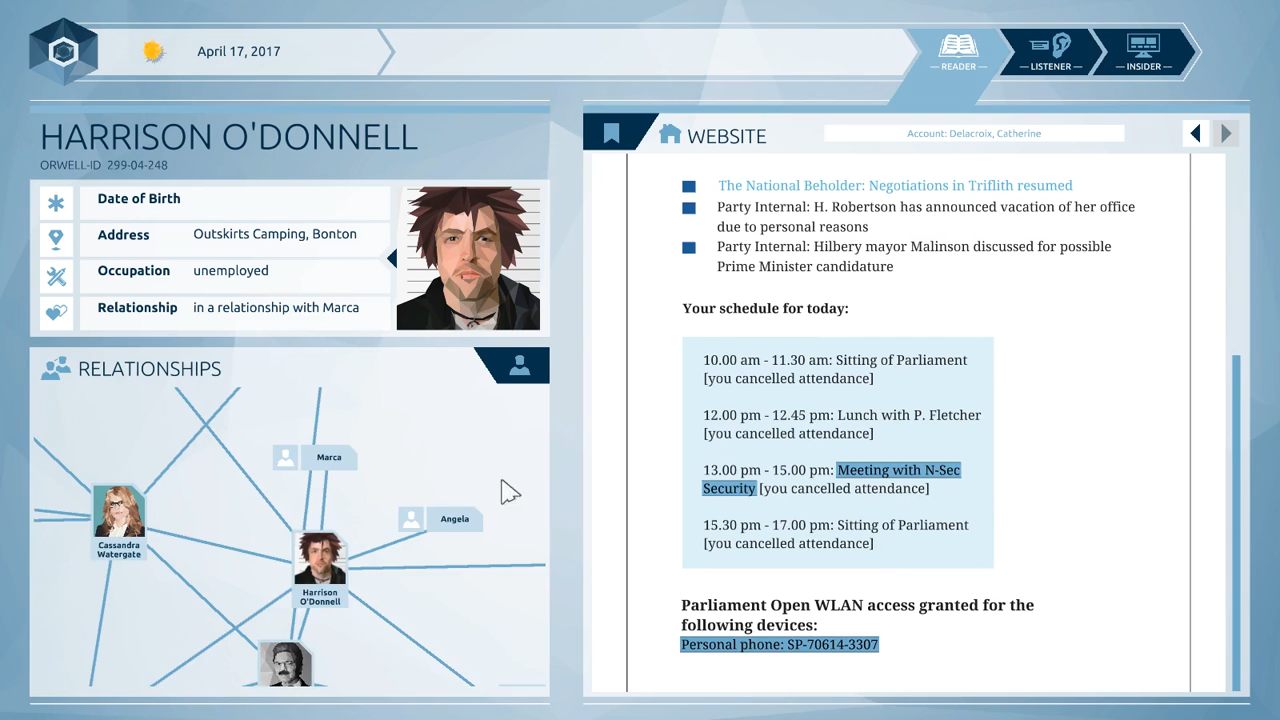 April 17, 2017
READER
LISTENER
INSIDER
HARRISON O'DONNELL
ORWELL-ID 299-04-248
Date of Birth
Address Outskirts Camping, Bonton
Occupation unemployed
Relationship in a relationship with Marca
RELATIONSHIPS
Marca
Angela
Cassandra
Watergate
Harrison
O'Donnell
WEBSITE
Account: Delacroix, Catherine
The National Beholder: Negotiations in Triflith resumed
Party Internal: H. Robertson has announced vacation of her office
due to personal reasons
Party Internal: Hilbery mayor Malinson discussed for possible
Prime Minister candidature
Your schedule for today:
10.00 am - 11.30 am: Sitting of Parliament
[you cancelled attendance]
12.00 pm - 12.45 pm: Lunch with P. Fletcher
[you cancelled attendance]
13.00 pm - 15.00 pm: Meeting with N-Sec
Security [you cancelled attendance]
15.30 pm - 17.00 pm: Sitting of Parliament
[you cancelled attendance]
Parliament Open WLAN access granted for the
following devices:
Personal phone: SP-70614-3307